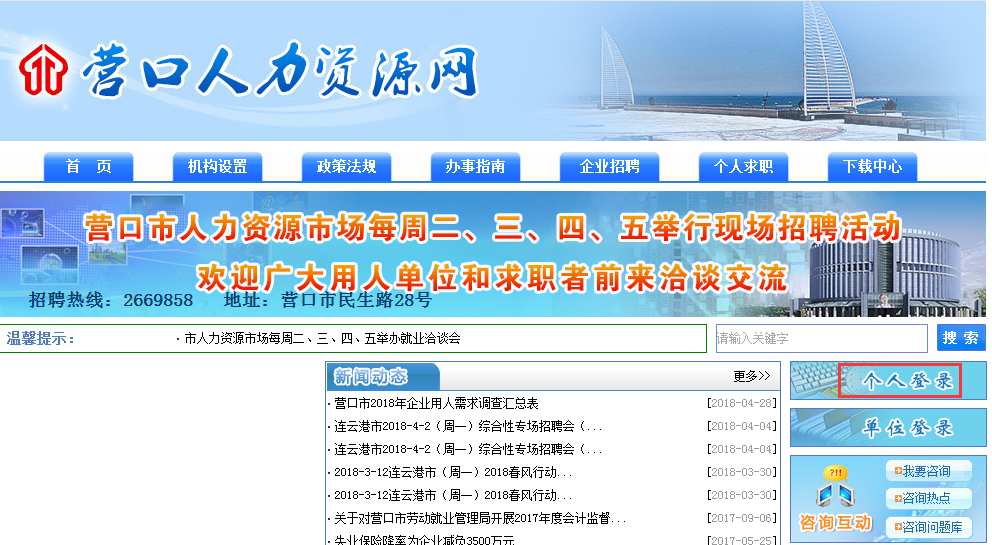 营口人力资源网
首 页 机构设置 政策法规 办事指南 企业招聘 个人求职 下载中心
营口市人力资源市场每周二、三、四、五举行现场招聘活动
欢迎广大用人单位和求职者前来洽谈交流
招聘热线：2669858 地址：营口市民生路28号
温馨提示： ·市人力资源市场每周二、三、四、五举办就业洽谈会 请输入关键字 搜 索
新闻动态 更多>>
·营口市2018年企业用人需求调查汇总表 [2018-04-28]
·连云港市2018-4-2（周一）综合性专场招聘会（... [2018-04-04]
·连云港市2018-4-2（周一）综合性专场招聘会（... [2018-04-04]
·2018-3-12连云港市（周一）2018春风行动... [2018-03-30]
·2018-3-12连云港市（周一）2018春风行动... [2018-03-30]
·关于对营口市劳动就业管理局开展2017年度会计监督... [2017-09-06]
·失业保险降率为企业减负3500万元 [2017-05-25]
个人登录
单位登录
?!!
咨询互动
我要咨询
咨询热点
咨询问题库